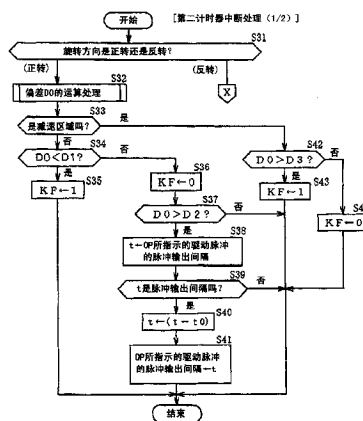 开始
[第二计时器中断处理(1/2)]
S31
旋转方向是正转还是反转?
(正转)
(反转)
S32
偏差D0的运算处理
X
S33
是减速区域吗?
是
否
S34
D0<D1?
否
是
S35
KF←1
S36
KF←0
S37
D0>D2?
否
是
S38
t←OP所指示的驱动脉冲
的脉冲输出间隔
S39
t是脉冲输出间隔吗?
否
是
S40
t←(t-t0)
S41
OP所指示的驱动脉冲的
脉冲输出间隔←t
S42
D0>D3?
否
是
S43
KF←1
KF←0
结束